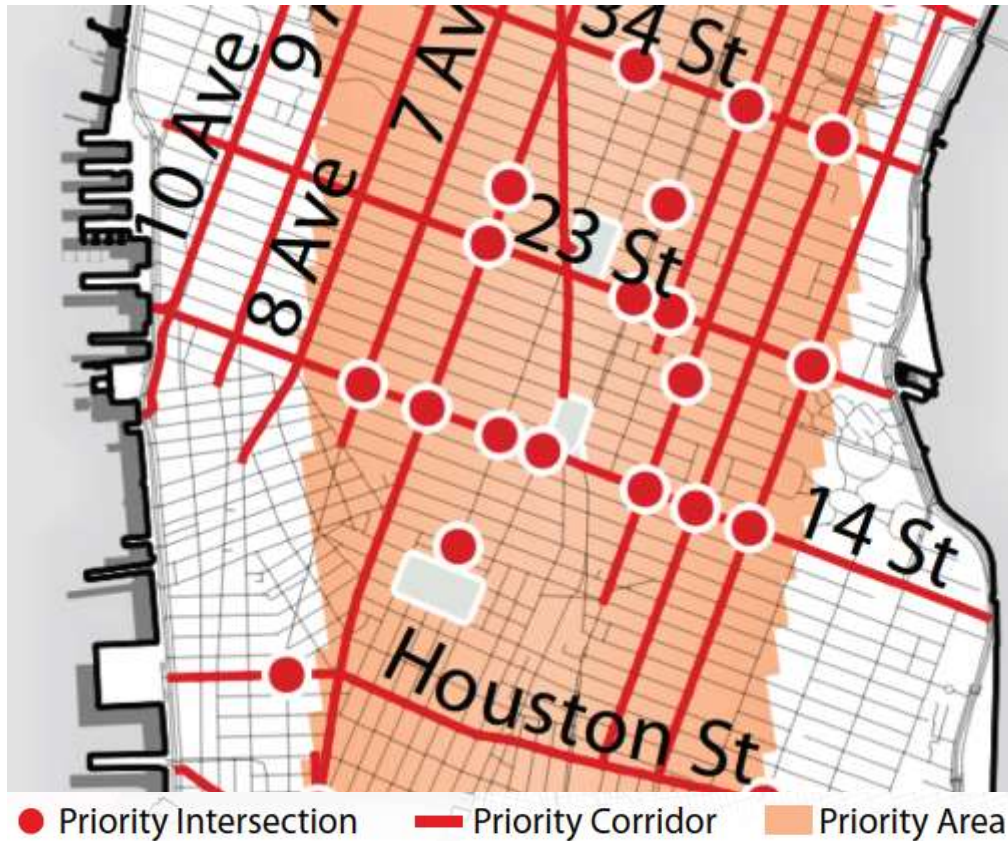 34 St
10 Ave
9
7 Av
8 Ave
23 St
14 St
Houston St
Priority Intersection
Priority Corridor
Priority Area